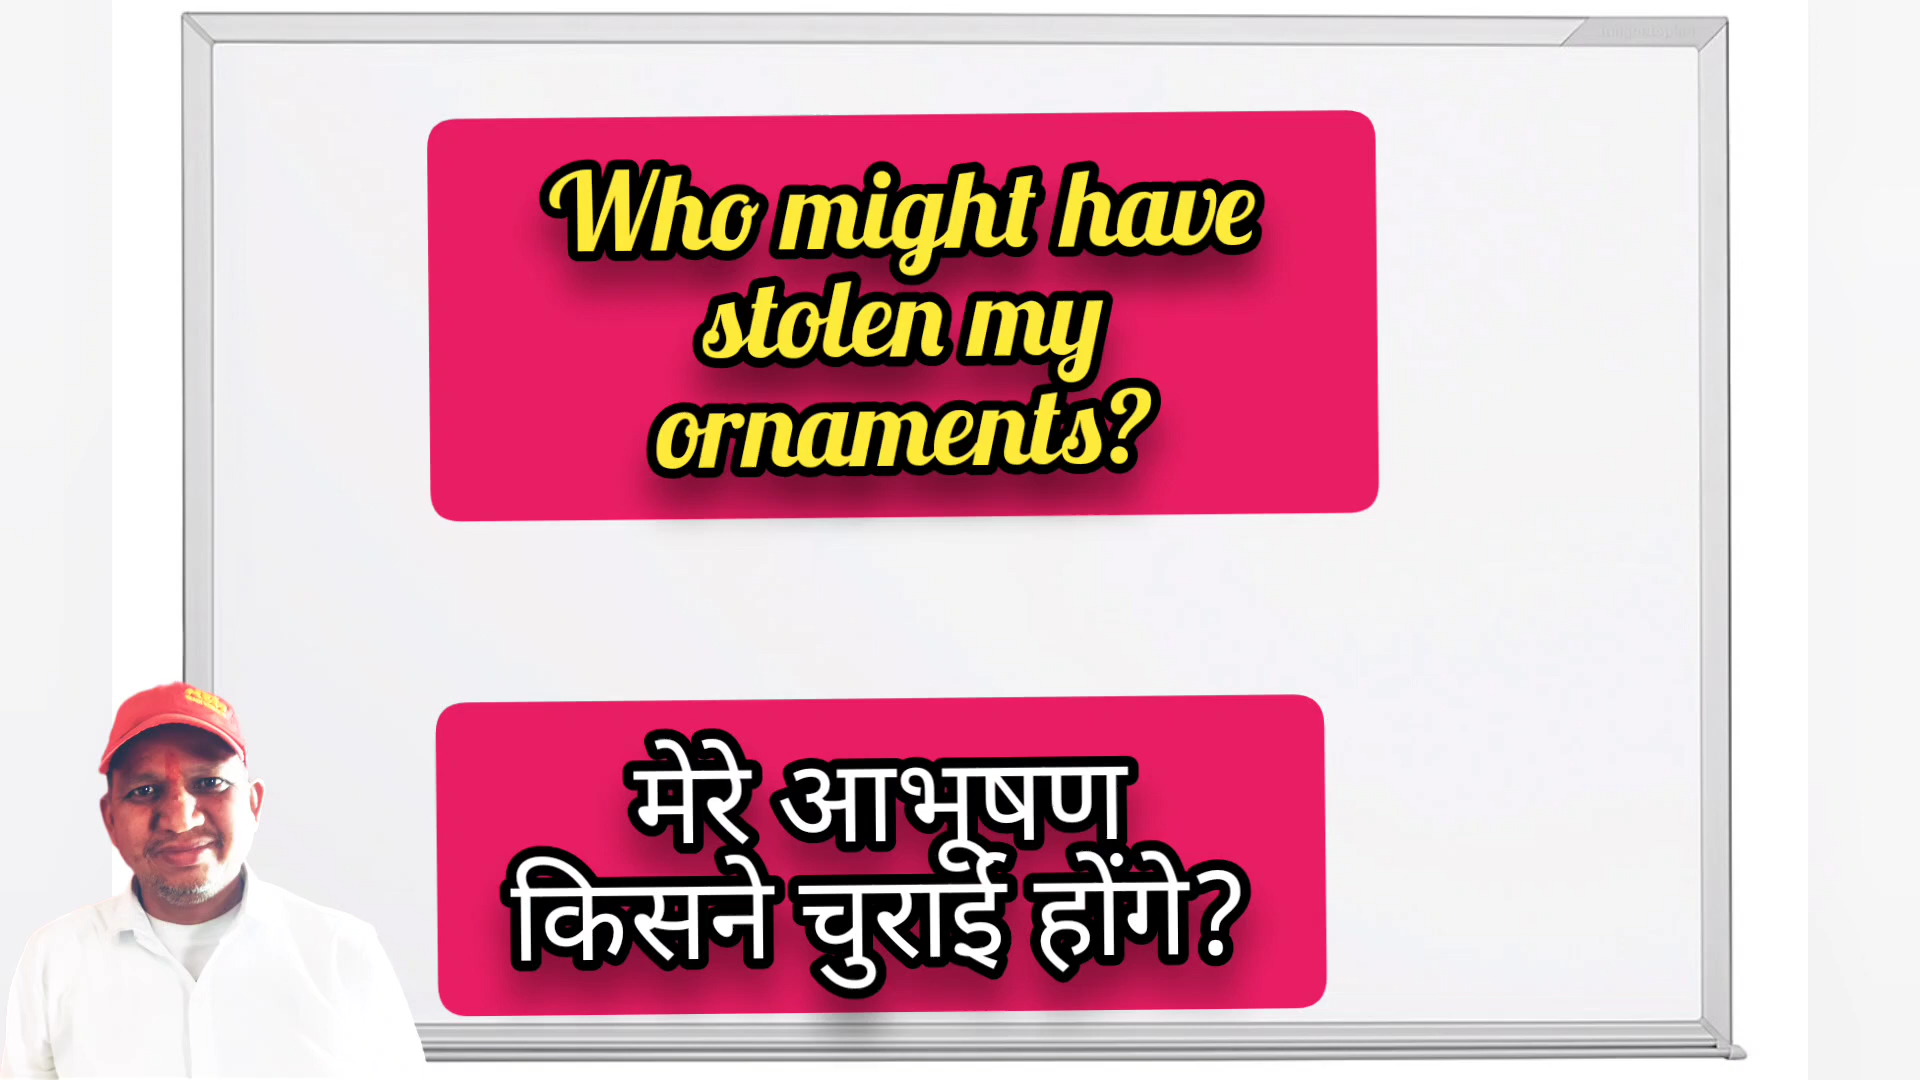 Who might have
stolen my
ornaments?
मेरे आभूषण
किसने चुराई होंगे?